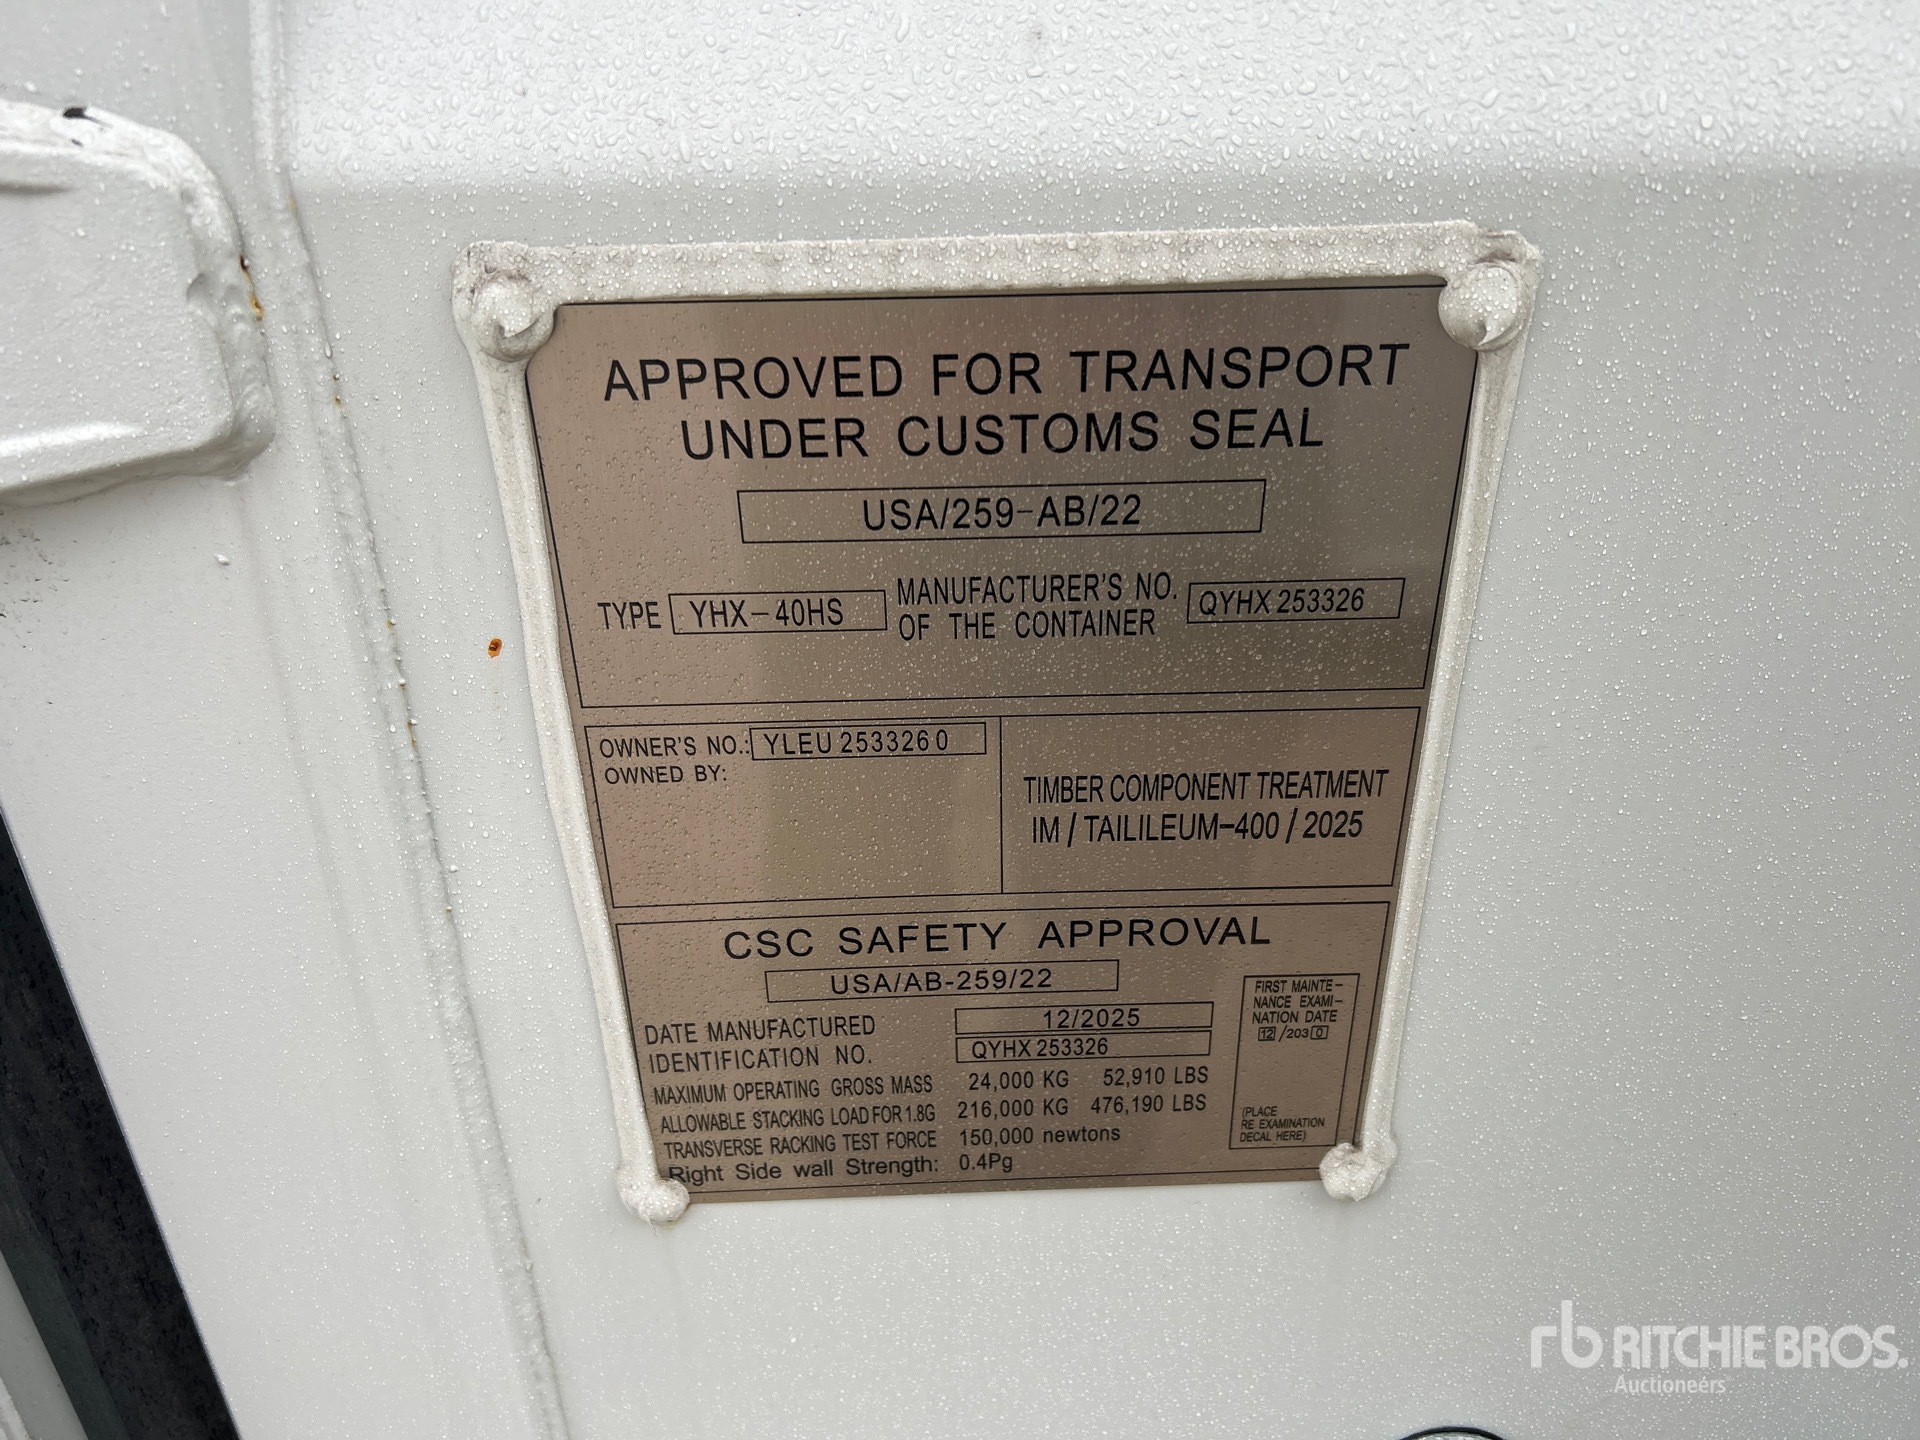 APPROVED FOR TRANSPORT
UNDER CUSTOMS SEAL
USA/259-AB/22
TYPE YHX-40HS MANUFACTURER'S NO. OF THE CONTAINER QYHX 253326
OWNER'S NO.: YLEU 253326 0
OWNED BY:
TIMBER COMPONENT TREATMENT
IM / TAILILEUM-400 / 2025
CSC SAFETY APPROVAL
USA/AB-259/22
DATE MANUFACTURED 12/2025
IDENTIFICATION NO. QYHX 253326
MAXIMUM OPERATING GROSS MASS 24,000 KG 52,910 LBS
ALLOWABLE STACKING LOAD FOR 1.8G 216,000 KG 476,190 LBS
TRANSVERSE RACKING TEST FORCE 150,000 newtons
Right Side wall Strength: 0.4Pg
FIRST MAINTE-
NANCE EXAMI-
NATION DATE
12 /203 0
(PLACE
RE EXAMINATION
DECAL HERE)
rb RITCHIE BROS.
Auctioneers